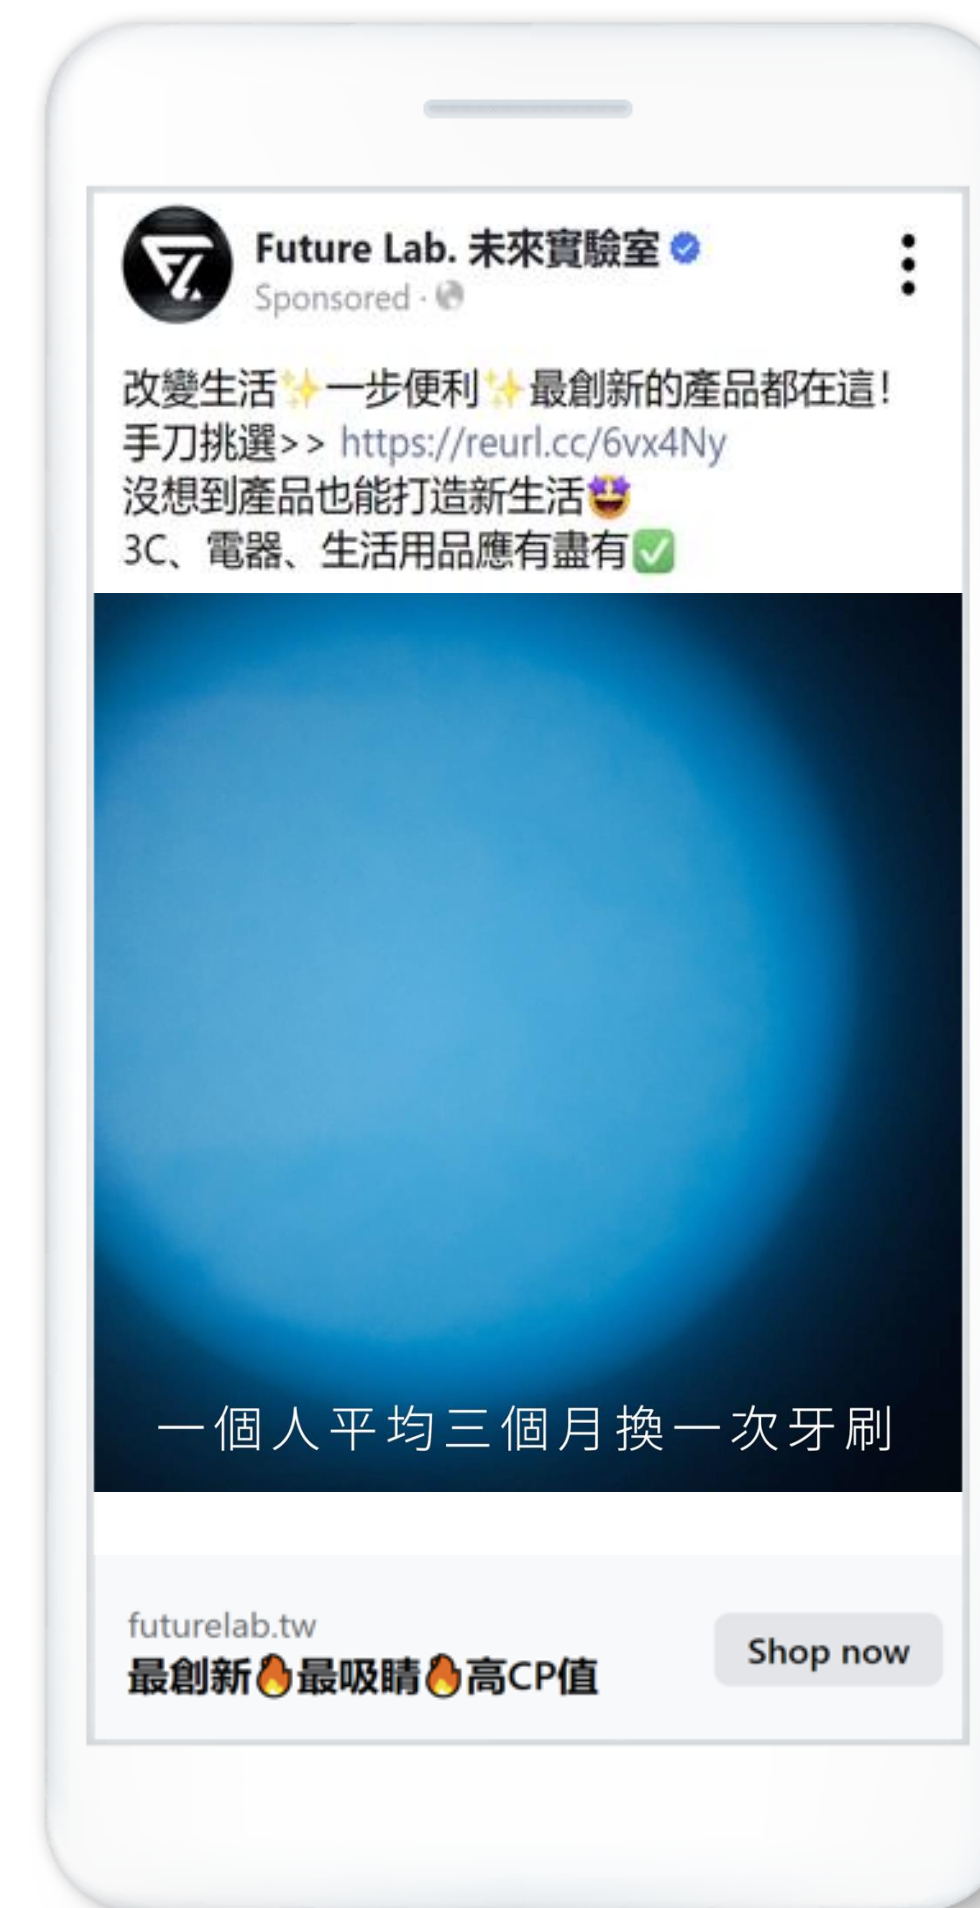 Future Lab. 未來實驗室
Sponsored ·
改變生活✨一步便利✨最創新的產品都在這!
手刀挑選>> https://reurl.cc/6vx4Ny
沒想到產品也能打造新生活🤩
3C、電器、生活用品應有盡有✅
一個人平均三個月換一次牙刷
futurelab.tw
最創新🔥最吸睛🔥高CP值
Shop now